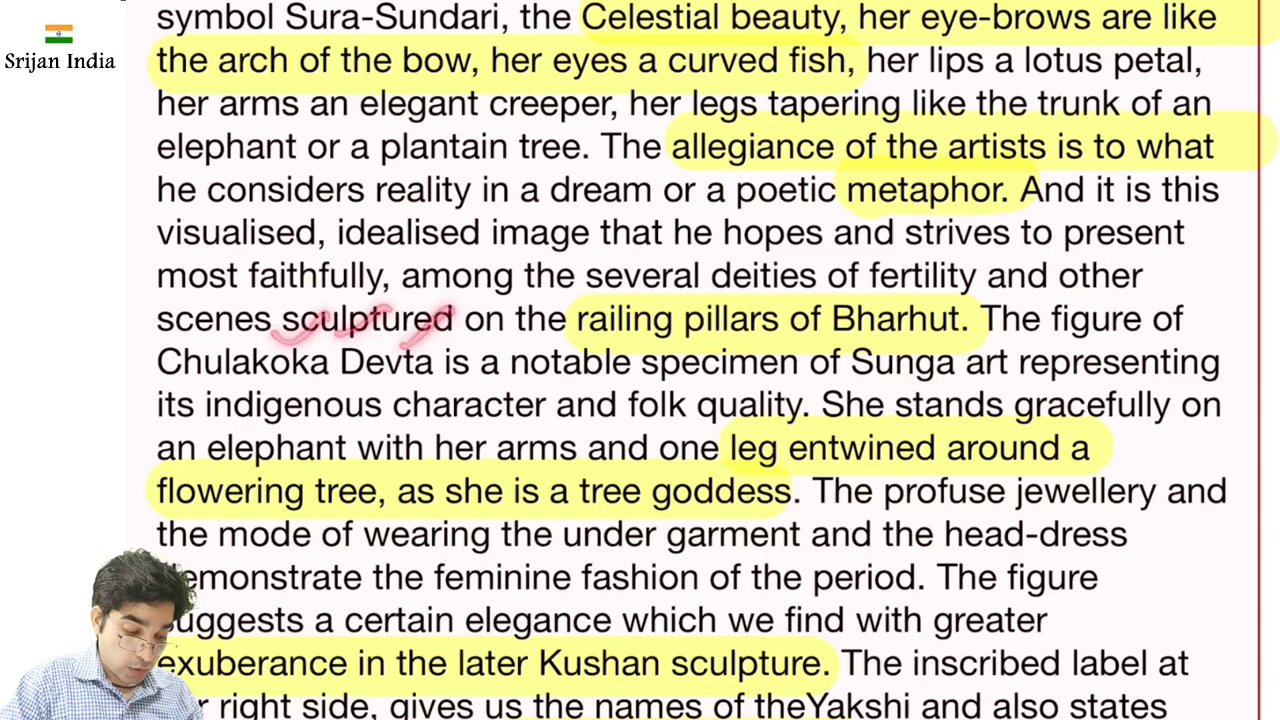 symbol Sura-Sundari, the Celestial beauty, her eye-brows are like
Srijan India
the arch of the bow, her eyes a curved fish, her lips a lotus petal,
her arms an elegant creeper, her legs tapering like the trunk of an
elephant or a plantain tree. The allegiance of the artists is to what
he considers reality in a dream or a poetic metaphor. And it is this
visualised, idealised image that he hopes and strives to present
most faithfully, among the several deities of fertility and other
scenes sculptured on the railing pillars of Bharhut. The figure of
Chulakoka Devta is a notable specimen of Sunga art representing
its indigenous character and folk quality. She stands gracefully on
an elephant with her arms and one leg entwined around a
flowering tree, as she is a tree goddess. The profuse jewellery and
the mode of wearing the under garment and the head-dress
demonstrate the feminine fashion of the period. The figure
suggests a certain elegance which we find with greater
exuberance in the later Kushan sculpture. The inscribed label at
right side, gives us the names of theYakshi and also states